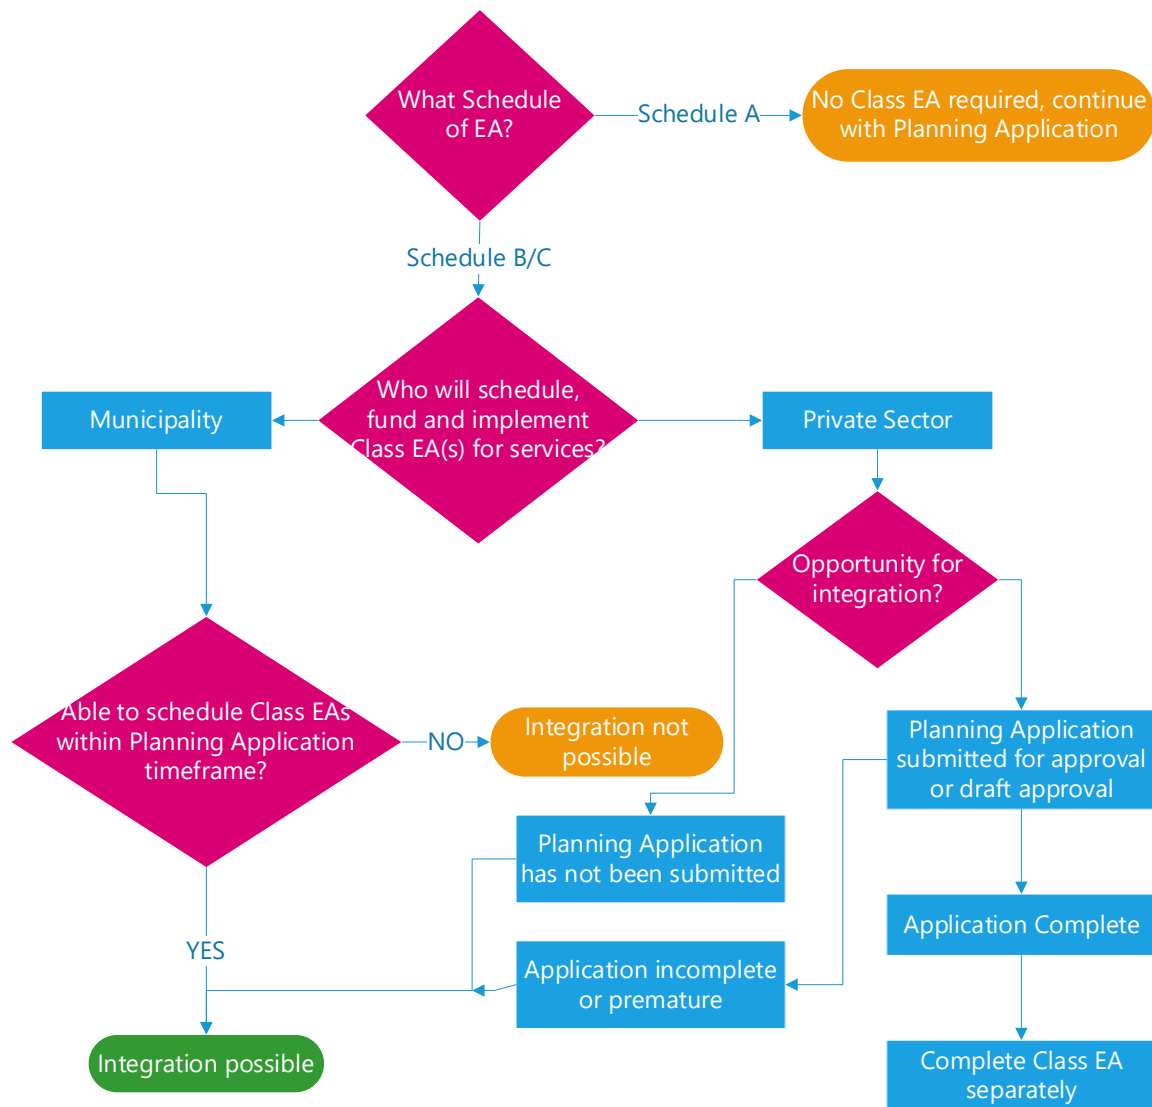 What Schedule
of EA?
Schedule A
No Class EA required, continue
with Planning Application
Schedule B/C
Who will schedule,
fund and implement
Class EA(s) for services?
Municipality
Private Sector
Opportunity for
integration?
Able to schedule Class EAs
within Planning Application
timeframe?
NO
Integration not
possible
Planning Application
submitted for approval
or draft approval
Planning Application
has not been submitted
Application Complete
YES
Application incomplete
or premature
Integration possible
Complete Class EA
separately